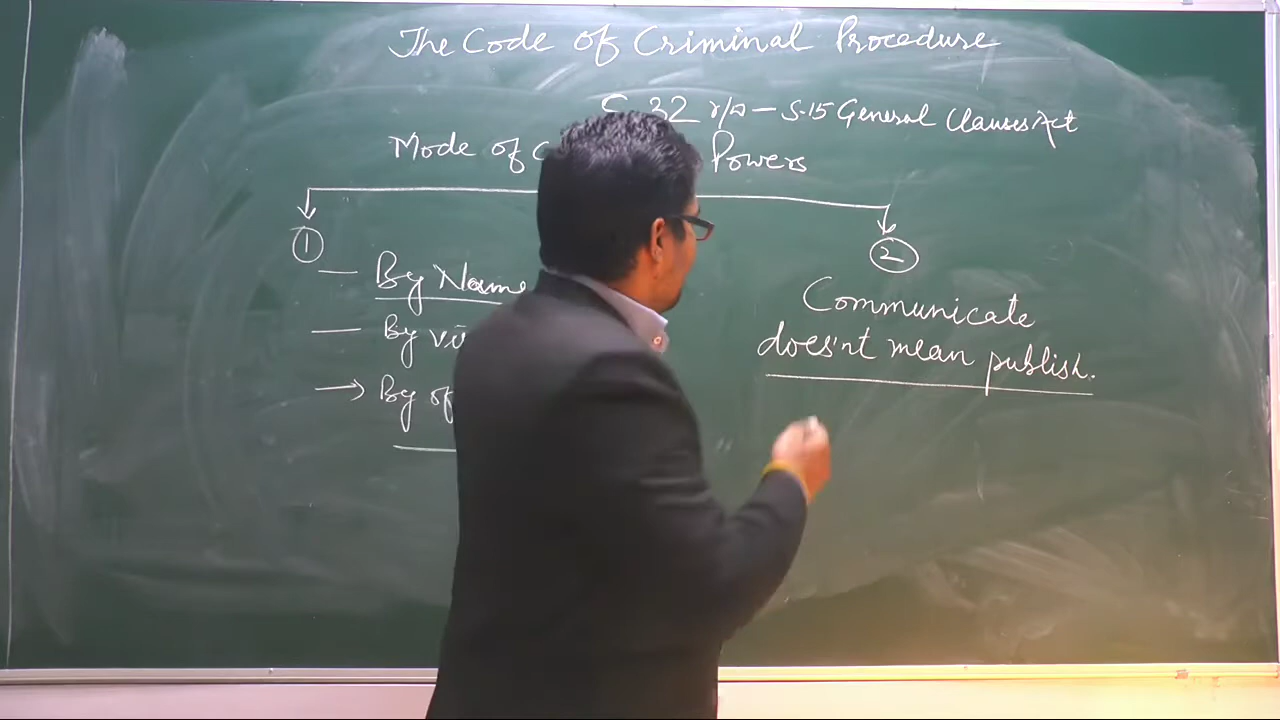 The Code of Criminal Procedure
S. 32 r/w – S.15 General Clauses Act
Mode of Powers
1 2
— By Name
— By
→ By
Communicate
does'nt mean publish.